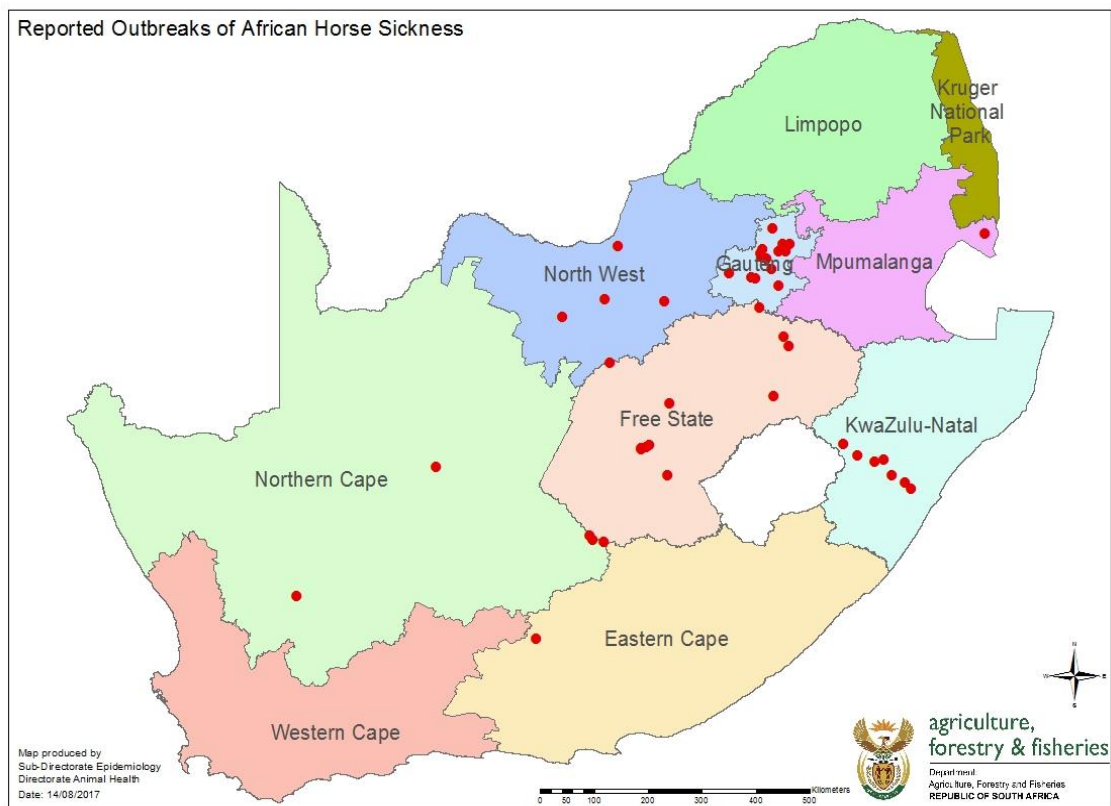 Reported Outbreaks of African Horse Sickness
Kruger
National
Park
Limpopo
Mpumalanga
Gauteng
North West
KwaZulu-Natal
Free State
Northern Cape
Eastern Cape
Western Cape
N
W
E
S
agriculture,
forestry & fisheries
Department:
Agriculture, Forestry and Fisheries
REPUBLIC OF SOUTH AFRICA
Map produced by
Sub-Directorate Epidemiology
Directorate Animal Health
Date: 14/08/2017
Kilometers
0 50 100 200 300 400 500